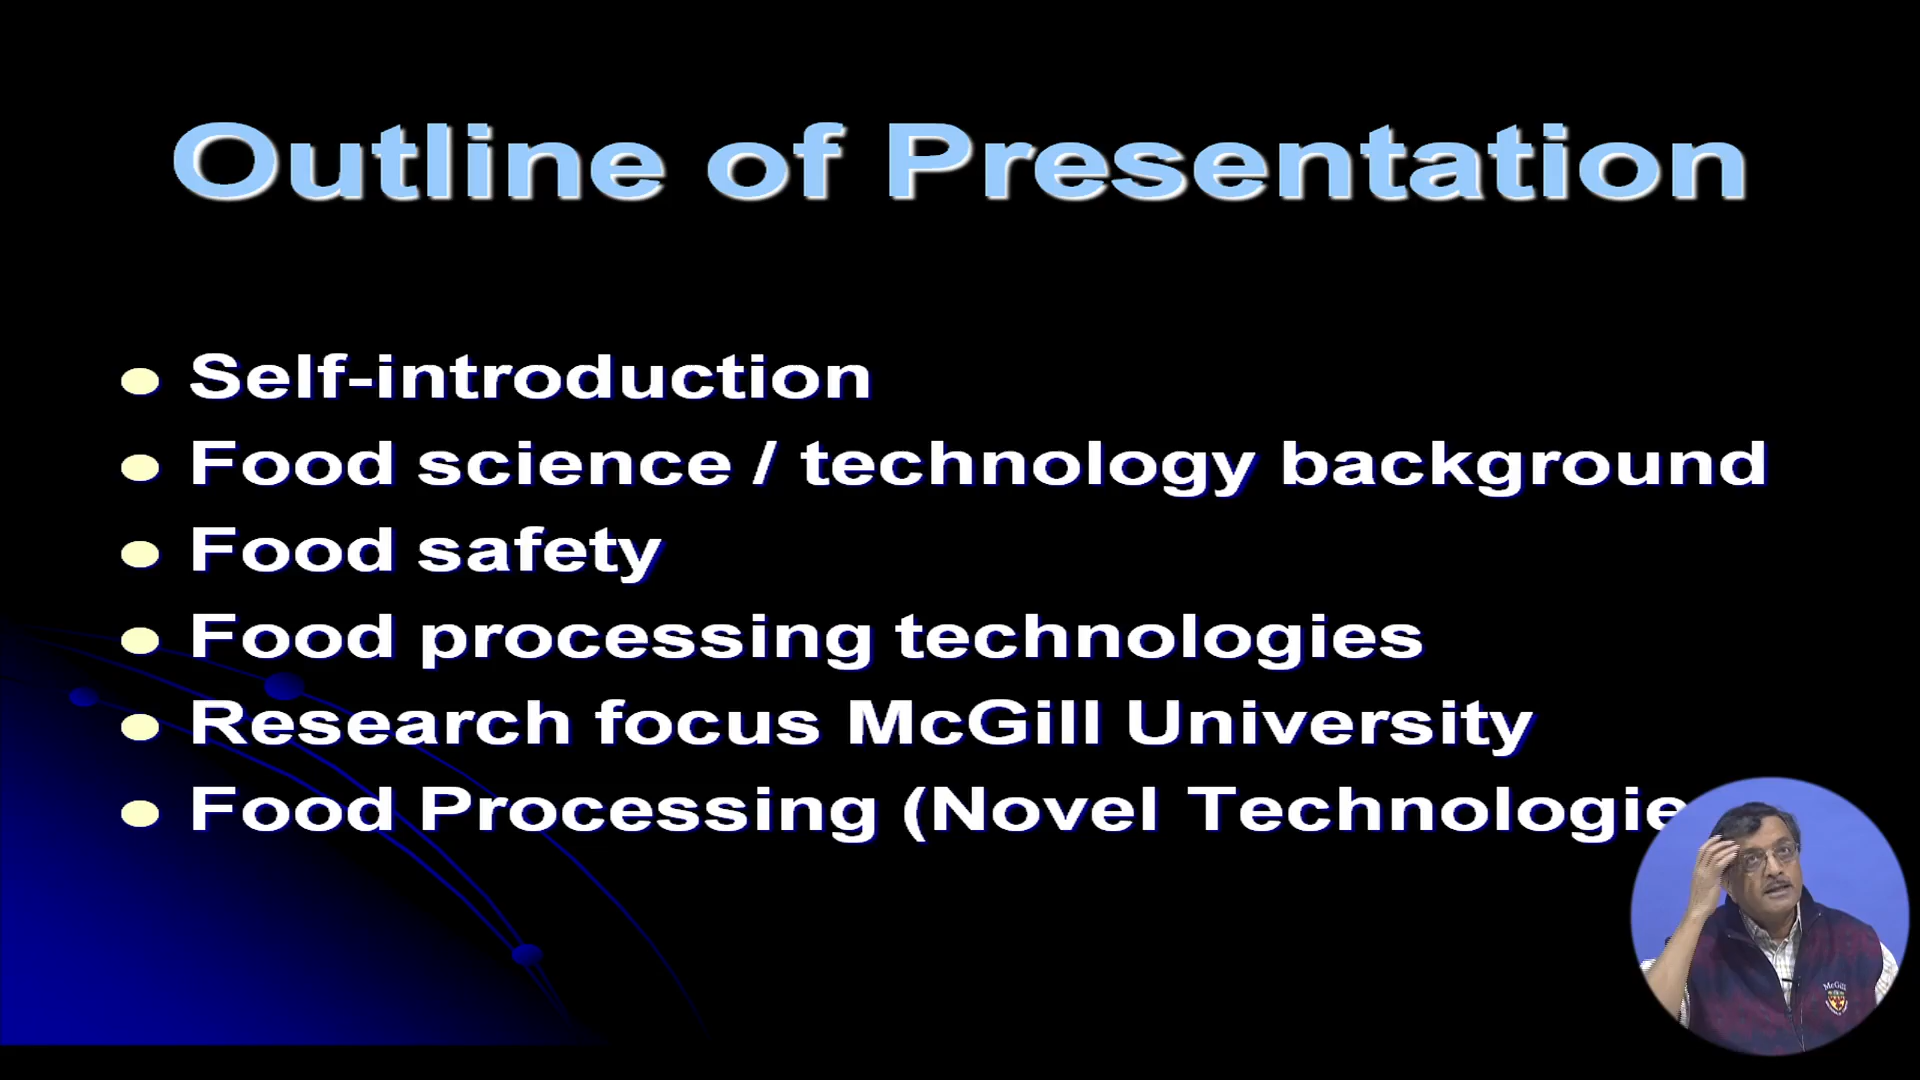 Outline of Presentation
Self-introduction
Food science / technology background
Food safety
Food processing technologies
Research focus McGill University
Food Processing (Novel Technologie
McGill